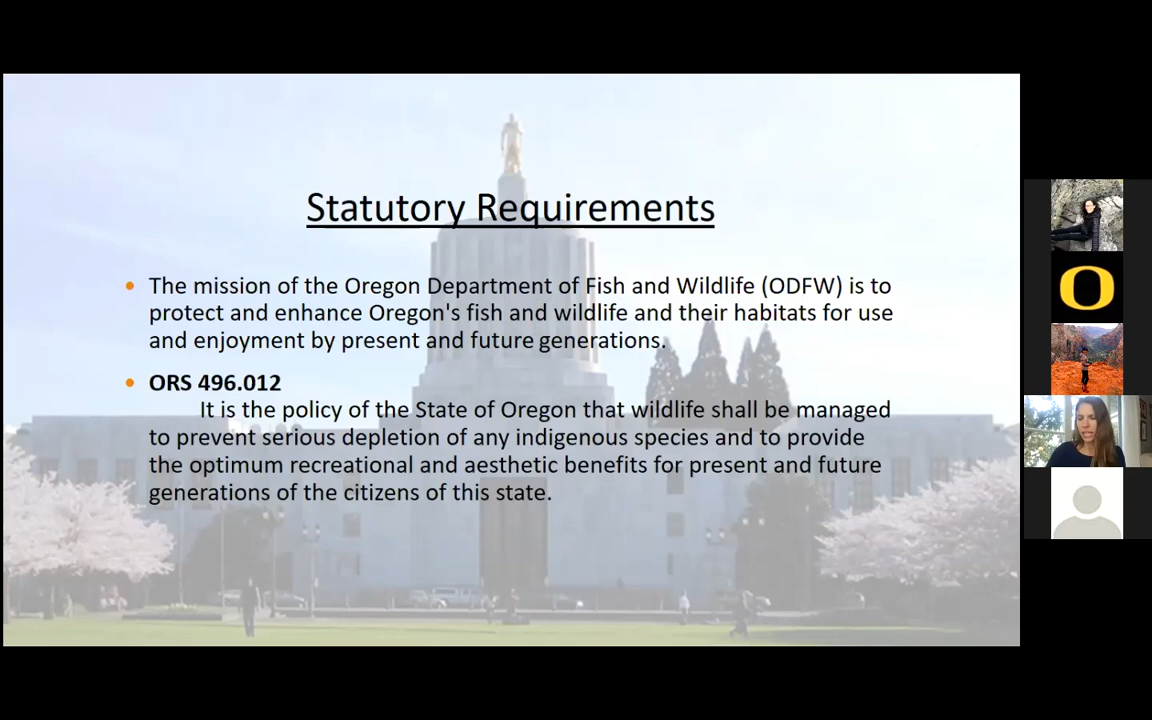 Statutory Requirements
• The mission of the Oregon Department of Fish and Wildlife (ODFW) is to
protect and enhance Oregon's fish and wildlife and their habitats for use
and enjoyment by present and future generations.
• ORS 496.012
It is the policy of the State of Oregon that wildlife shall be managed
to prevent serious depletion of any indigenous species and to provide
the optimum recreational and aesthetic benefits for present and future
generations of the citizens of this state.
O